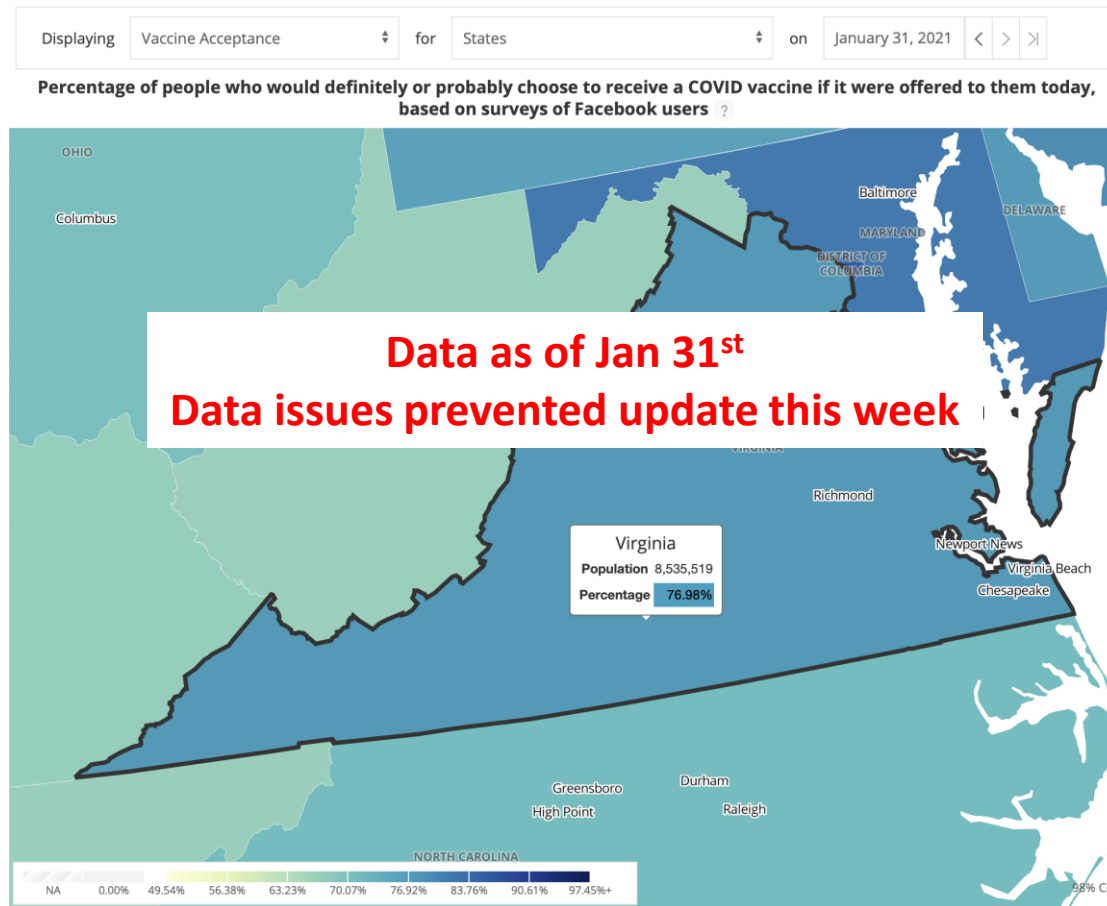 Displaying Vaccine Acceptance for States on January 31, 2021
Percentage of people who would definitely or probably choose to receive a COVID vaccine if it were offered to them today,
based on surveys of Facebook users ?
OHIO
Columbus
Baltimore
DELAWARE
MARYLAND
DISTRICT OF
COLUMBIA
Data as of Jan 31st
Data issues prevented update this week
VIRGINIA
Richmond
Virginia
Population 8,535,519
Percentage 76.98%
Newport News
Virginia Beach
Chesapeake
Greensboro
Durham
High Point
Raleigh
NORTH CAROLINA
NA 0.00% 49.54% 56.38% 63.23% 70.07% 76.92% 83.76% 90.61% 97.45%+
98% C